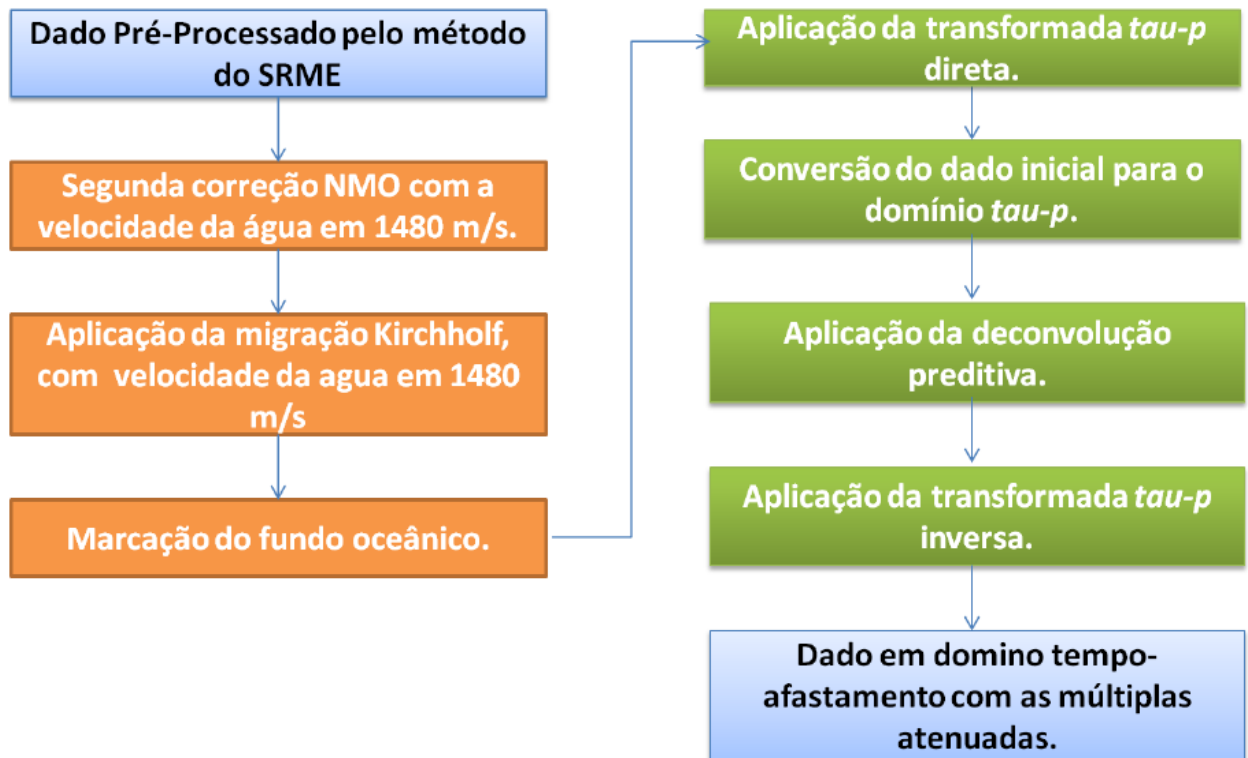 Dado Pré-Processado pelo método
do SRME
Segunda correção NMO com a
velocidade da água em 1480 m/s.
Aplicação da migração Kirchholf,
com velocidade da agua em 1480
m/s
Marcação do fundo oceânico.
Aplicação da transformada tau-p
direta.
Conversão do dado inicial para o
domínio tau-p.
Aplicação da deconvolução
preditiva.
Aplicação da transformada tau-p
inversa.
Dado em domino tempo-
afastamento com as múltiplas
atenuadas.